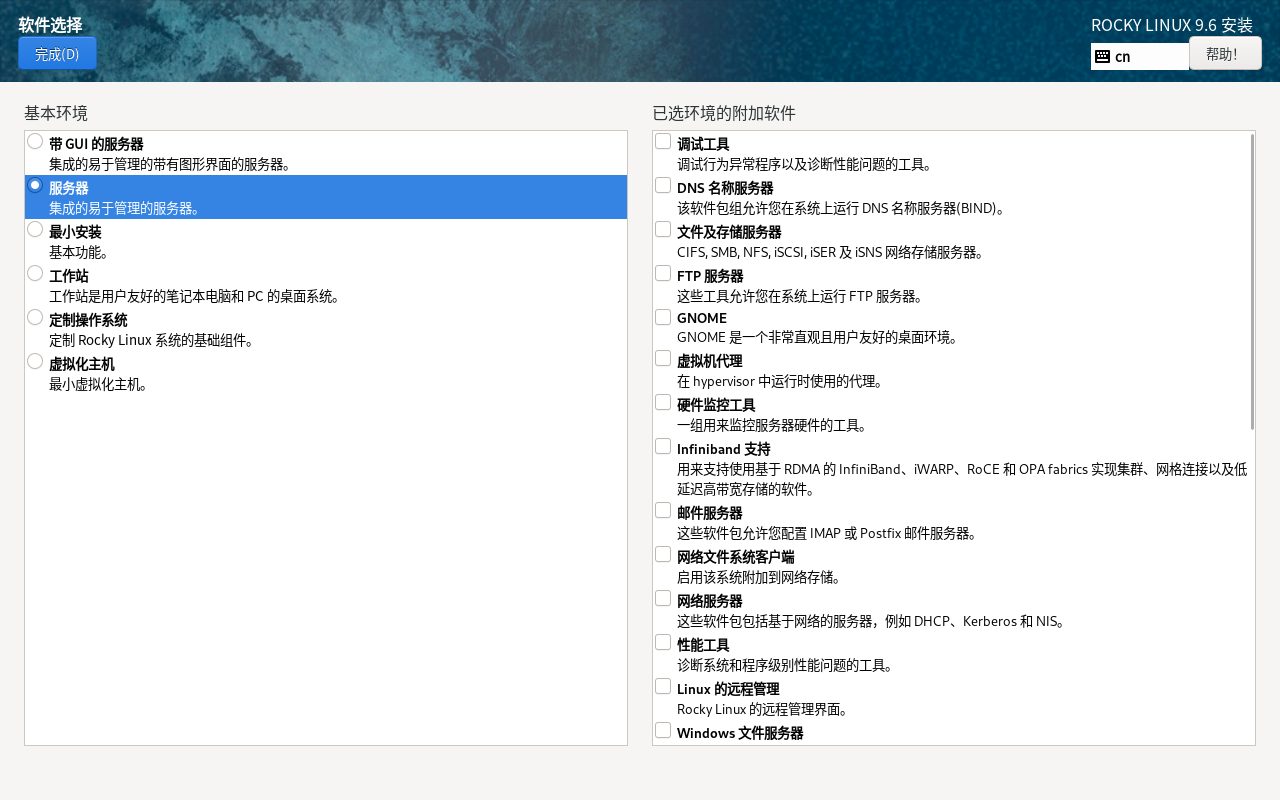 软件选择
完成(D)
ROCKY LINUX 9.6 安装
cn
帮助！
基本环境
带 GUI 的服务器
集成的易于管理的带有图形界面的服务器。
服务器
集成的易于管理的服务器。
最小安装
基本功能。
工作站
工作站是用户友好的笔记本电脑和 PC 的桌面系统。
定制操作系统
定制 Rocky Linux 系统的基础组件。
虚拟化主机
最小虚拟化主机。
已选环境的附加软件
调试工具
调试行为异常程序以及诊断性能问题的工具。
DNS 名称服务器
该软件包组允许您在系统上运行 DNS 名称服务器(BIND)。
文件及存储服务器
CIFS, SMB, NFS, iSCSI, iSER 及 iSNS 网络存储服务器。
FTP 服务器
这些工具允许您在系统上运行 FTP 服务器。
GNOME
GNOME 是一个非常直观且用户友好的桌面环境。
虚拟机代理
在 hypervisor 中运行时使用的代理。
硬件监控工具
一组用来监控服务器硬件的工具。
Infiniband 支持
用来支持使用基于 RDMA 的 InfiniBand、iWARP、RoCE 和 OPA fabrics 实现集群、网格连接以及低
延迟高带宽存储的软件。
邮件服务器
这些软件包允许您配置 IMAP 或 Postfix 邮件服务器。
网络文件系统客户端
启用该系统附加到网络存储。
网络服务器
这些软件包包括基于网络的服务器，例如 DHCP、Kerberos 和 NIS。
性能工具
诊断系统和程序级别性能问题的工具。
Linux 的远程管理
Rocky Linux 的远程管理界面。
Windows 文件服务器